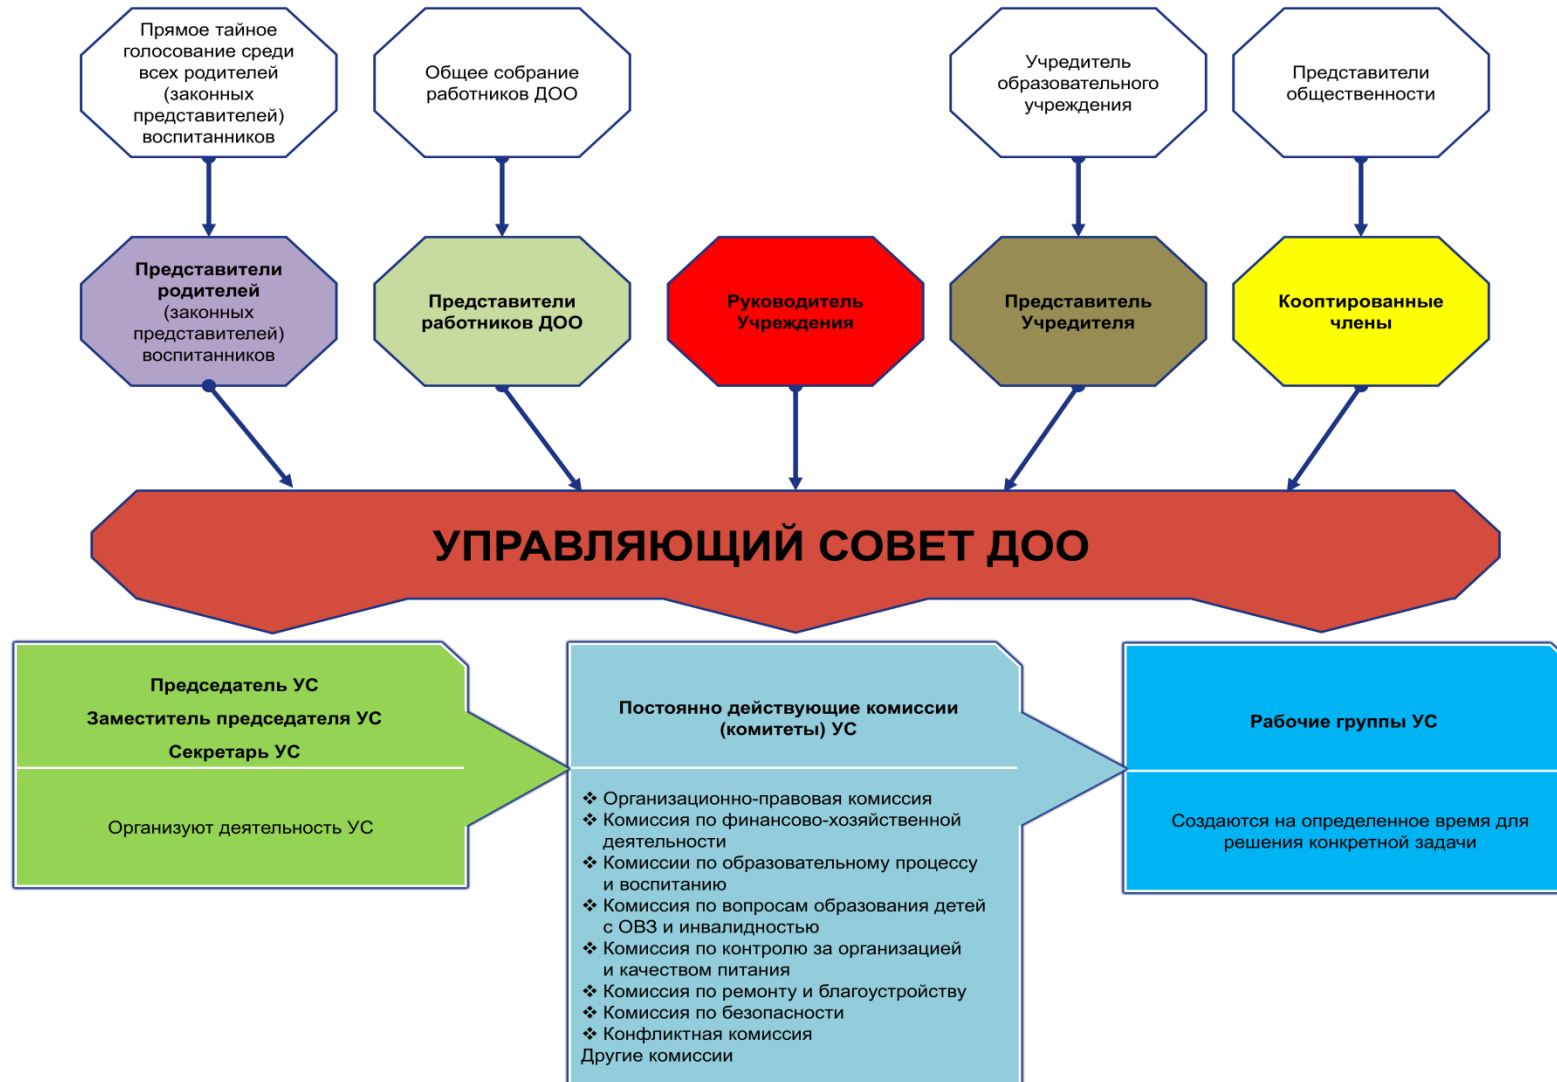 Прямое тайное
голосование среди
всех родителей
(законных
представителей)
воспитанников
Общее собрание
работников ДОО
Учредитель
образовательного
учреждения
Представители
общественности
Представители
родителей
(законных
представителей)
воспитанников
Представители
работников ДОО
Руководитель
Учреждения
Представитель
Учредителя
Кооптированные
члены
УПРАВЛЯЮЩИЙ СОВЕТ ДОО
Председатель УС
Заместитель председателя УС
Секретарь УС
Организуют деятельность УС
Постоянно действующие комиссии
(комитеты) УС
❖ Организационно-правовая комиссия
❖ Комиссия по финансово-хозяйственной
деятельности
❖ Комиссии по образовательному процессу
и воспитанию
❖ Комиссия по вопросам образования детей
с ОВЗ и инвалидностью
❖ Комиссия по контролю за организацией
и качеством питания
❖ Комиссия по ремонту и благоустройству
❖ Комиссия по безопасности
❖ Конфликтная комиссия
Другие комиссии
Рабочие группы УС
Создаются на определенное время для
решения конкретной задачи